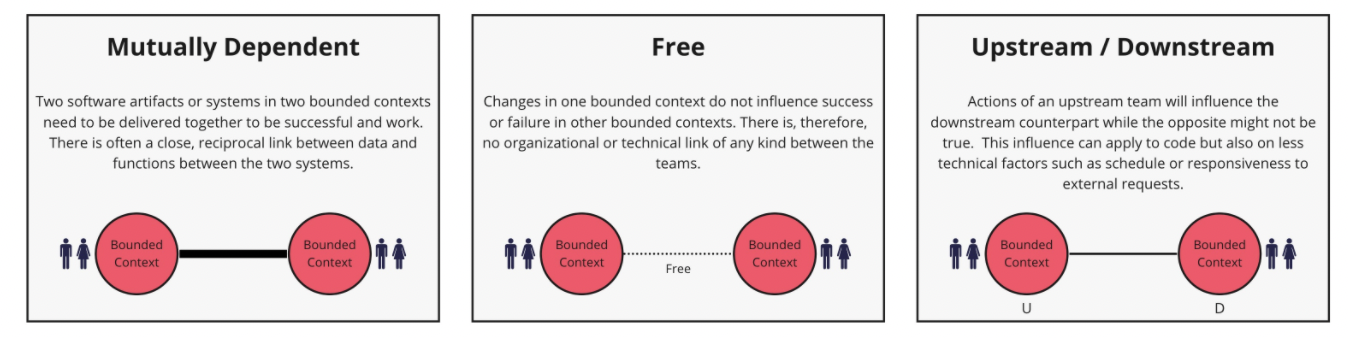 Mutually Dependent
Two software artifacts or systems in two bounded contexts
need to be delivered together to be successful and work.
There is often a close, reciprocal link between data and
functions between the two systems.
Bounded
Context
Bounded
Context
Free
Changes in one bounded context do not influence success
or failure in other bounded contexts. There is, therefore,
no organizational or technical link of any kind between the
teams.
Bounded
Context
Free
Bounded
Context
Upstream / Downstream
Actions of an upstream team will influence the
downstream counterpart while the opposite might not be
true. This influence can apply to code but also on less
technical factors such as schedule or responsiveness to
external requests.
Bounded
Context
U
Bounded
Context
D